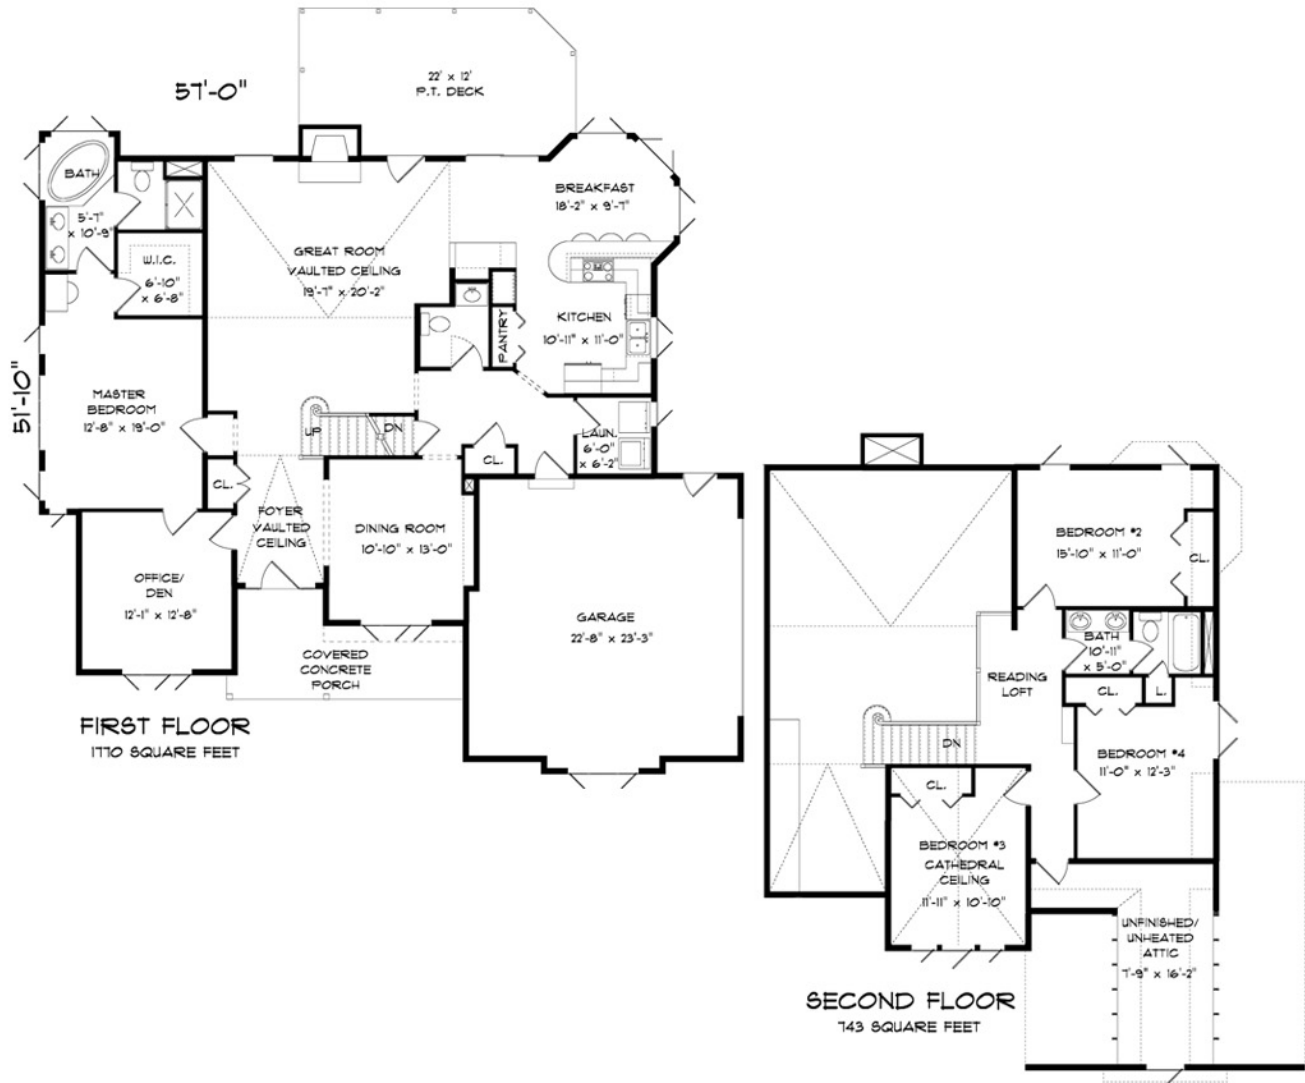 57'-0"
22' x 12'
P.T. DECK
BATH
5'-7"
x 10'-9"
W.I.C.
6'-10"
x 6'-8"
GREAT ROOM
VAULTED CEILING
19'-7" x 20'-2"
BREAKFAST
18'-2" x 9'-7"
KITCHEN
10'-11" x 11'-0"
PANTRY
51'-10"
MASTER
BEDROOM
12'-8" x 19'-0"
UP
DN
CL.
LAUN.
6'-0"
x 6'-2"
CL.
FOYER
VAULTED
CEILING
DINING ROOM
10'-10" x 13'-0"
OFFICE/
DEN
12'-1" x 12'-8"
GARAGE
22'-8" x 23'-3"
COVERED
CONCRETE
PORCH
FIRST FLOOR
1770 SQUARE FEET
BEDROOM #2
15'-10" x 11'-0"
CL.
BATH
10'-11"
x 5'-0"
READING
LOFT
CL.
L.
DN
BEDROOM #4
11'-0" x 12'-3"
CL.
BEDROOM #3
CATHEDRAL
CEILING
11'-11" x 10'-10"
UNFINISHED/
UNHEATED
ATTIC
7'-9" x 16'-2"
SECOND FLOOR
743 SQUARE FEET